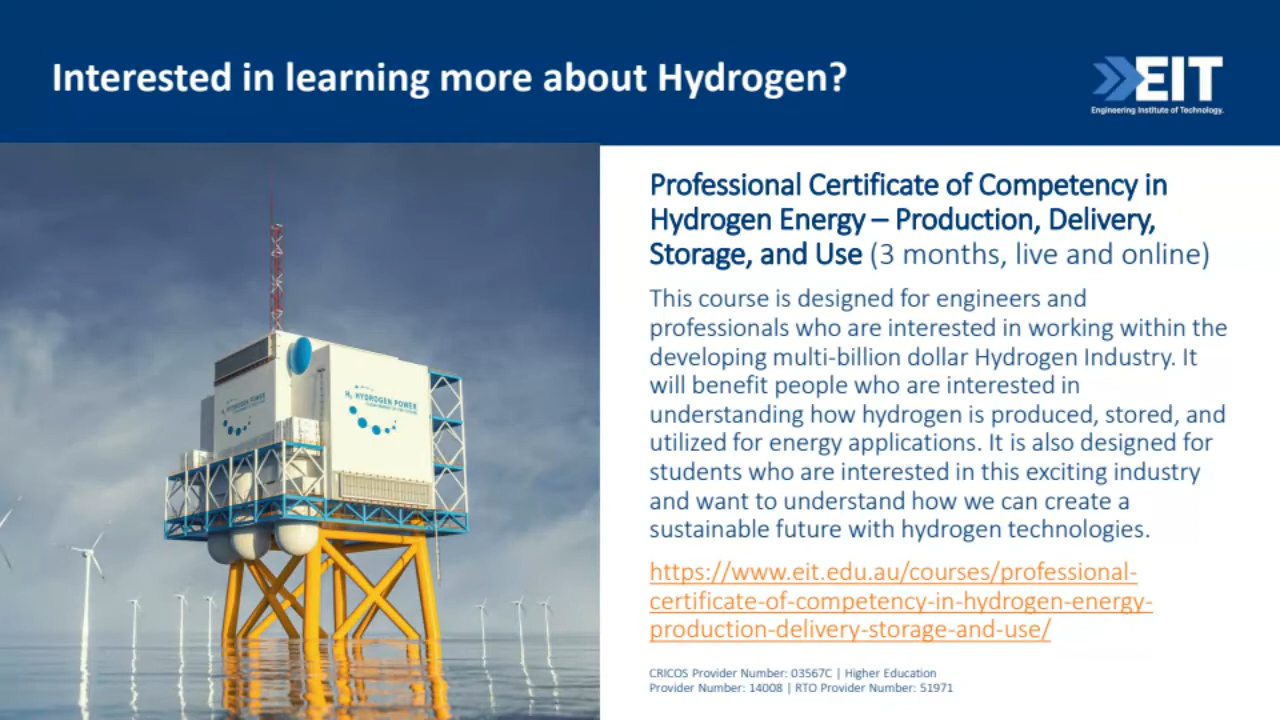 Interested in learning more about Hydrogen?
EIT
Engineering Institute of Technology.
H₂ HYDROGEN POWER
H₂ HYDROGEN POWER
Professional Certificate of Competency in
Hydrogen Energy – Production, Delivery,
Storage, and Use (3 months, live and online)
This course is designed for engineers and
professionals who are interested in working within the
developing multi-billion dollar Hydrogen Industry. It
will benefit people who are interested in
understanding how hydrogen is produced, stored, and
utilized for energy applications. It is also designed for
students who are interested in this exciting industry
and want to understand how we can create a
sustainable future with hydrogen technologies.
https://www.eit.edu.au/courses/professional-
certificate-of-competency-in-hydrogen-energy-
production-delivery-storage-and-use/
CRICOS Provider Number: 03567C | Higher Education
Provider Number: 14008 | RTO Provider Number: 51971